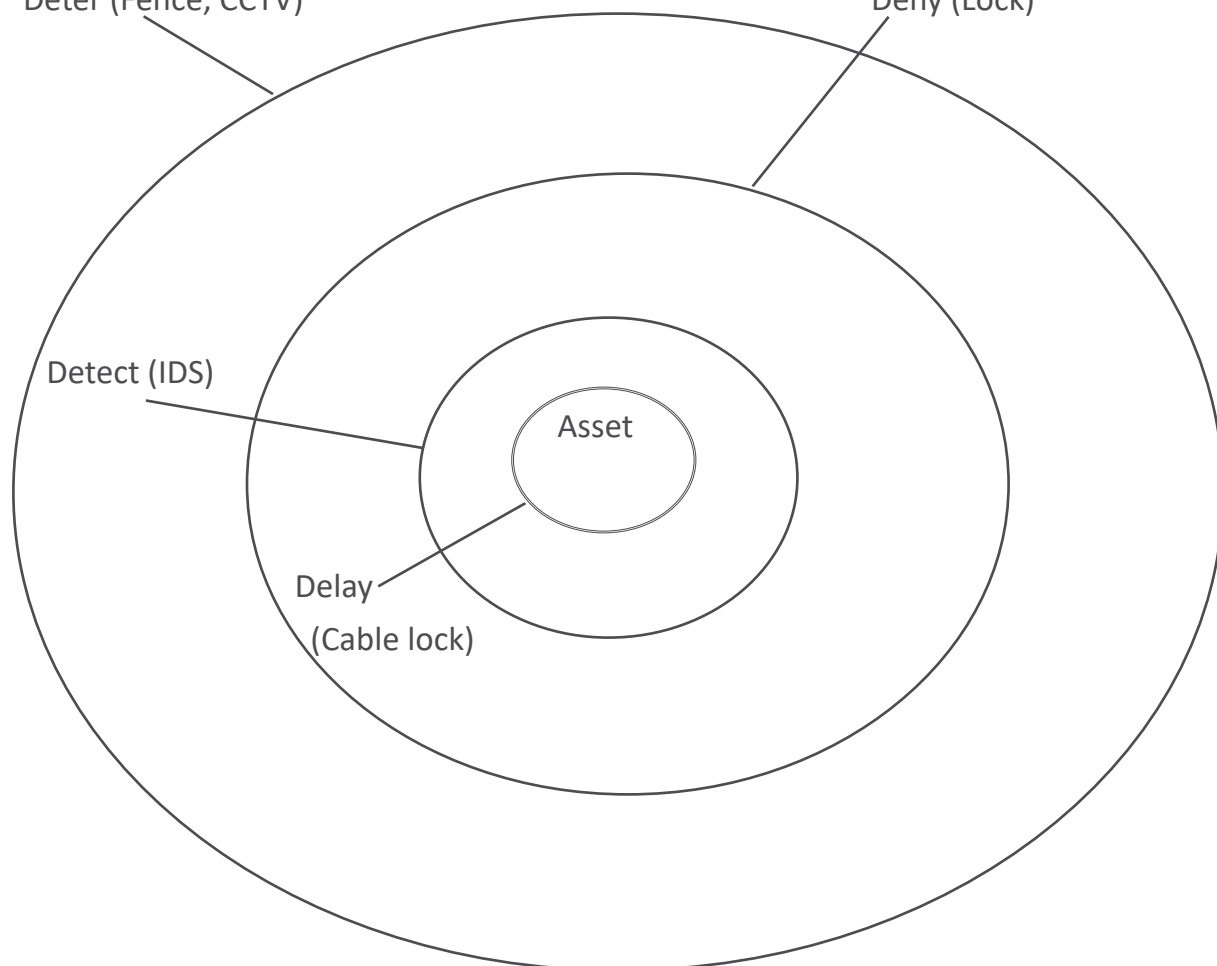 Deter (Fence, CCTV)
Deny (Lock)
Detect (IDS)
Asset
Delay
(Cable lock)